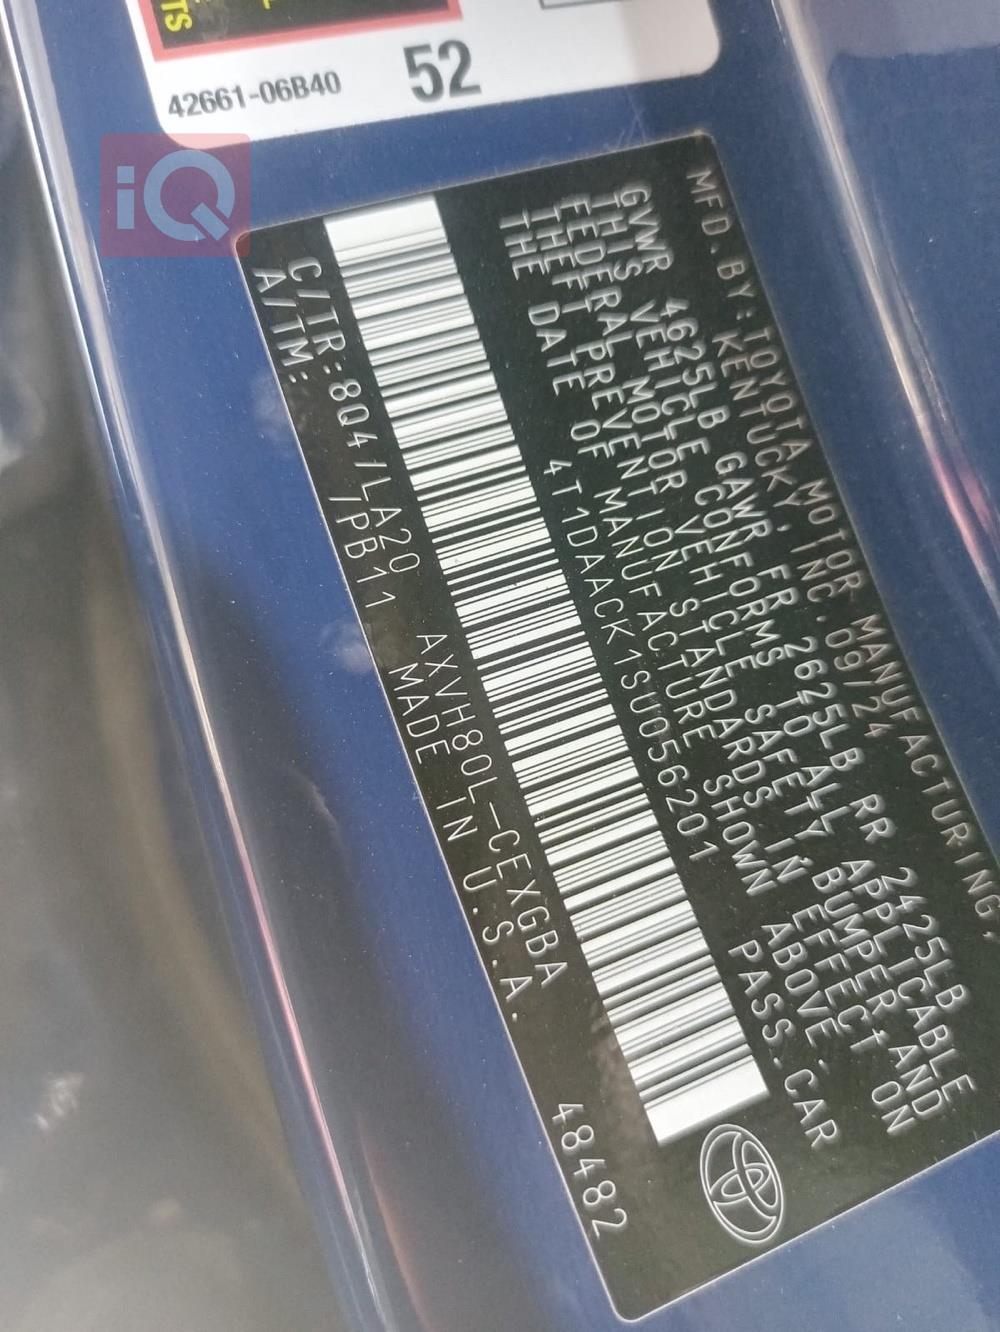 TS
42661-06B40
52
iQ
MFD. BY: TOYOTA MOTOR MANUFACTURING,
KENTUCKY, INC. 09/24
GVWR 4625LB GAWR FR 2625LB RR 2425LB
THIS VEHICLE CONFORMS TO ALL APPLICABLE
FEDERAL MOTOR VEHICLE SAFETY, BUMPER, AND
THEFT PREVENTION STANDARDS IN EFFECT ON
THE DATE OF MANUFACTURE SHOWN ABOVE.
4T1DAACK1SU056201 PASS.CAR
C/TR:8Q4/LA20 AXVH80L-CEXGBA
A/TM: /PB11 MADE IN U.S.A. 48482